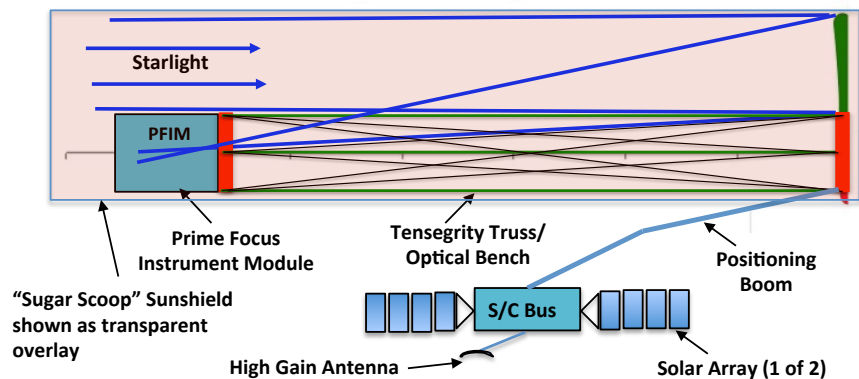 Starlight
PFIM
Prime Focus
Instrument Module
Tensegrity Truss/
Optical Bench
Positioning
Boom
“Sugar Scoop” Sunshield
shown as transparent
overlay
S/C Bus
High Gain Antenna
Solar Array (1 of 2)